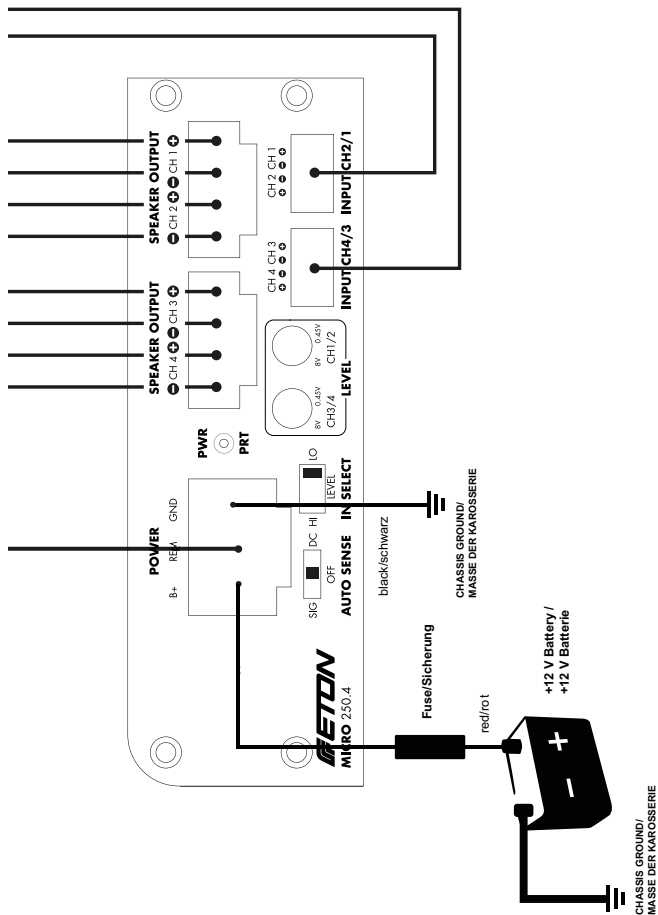 SPEAKER OUTPUT
CH 2 CH 1
CH 2 CH 1
INPUT CH2/1
SPEAKER OUTPUT
CH 4 CH 3
CH 4 CH 3
INPUT CH4/3
8V 0.45V
CH1/2
8V 0.45V
CH3/4
LEVEL
PWR
PRT
POWER
B+ REM GND
HI LO
LEVEL
IN SELECT
SIG DC
OFF
AUTO SENSE
ETON
MICRO 250.4
black/schwarz
CHASSIS GROUND/
MASSE DER KAROSSERIE
Fuse/Sicherung
red/rot
+12 V Battery /
+12 V Batterie
+
−
CHASSIS GROUND/
MASSE DER KAROSSERIE